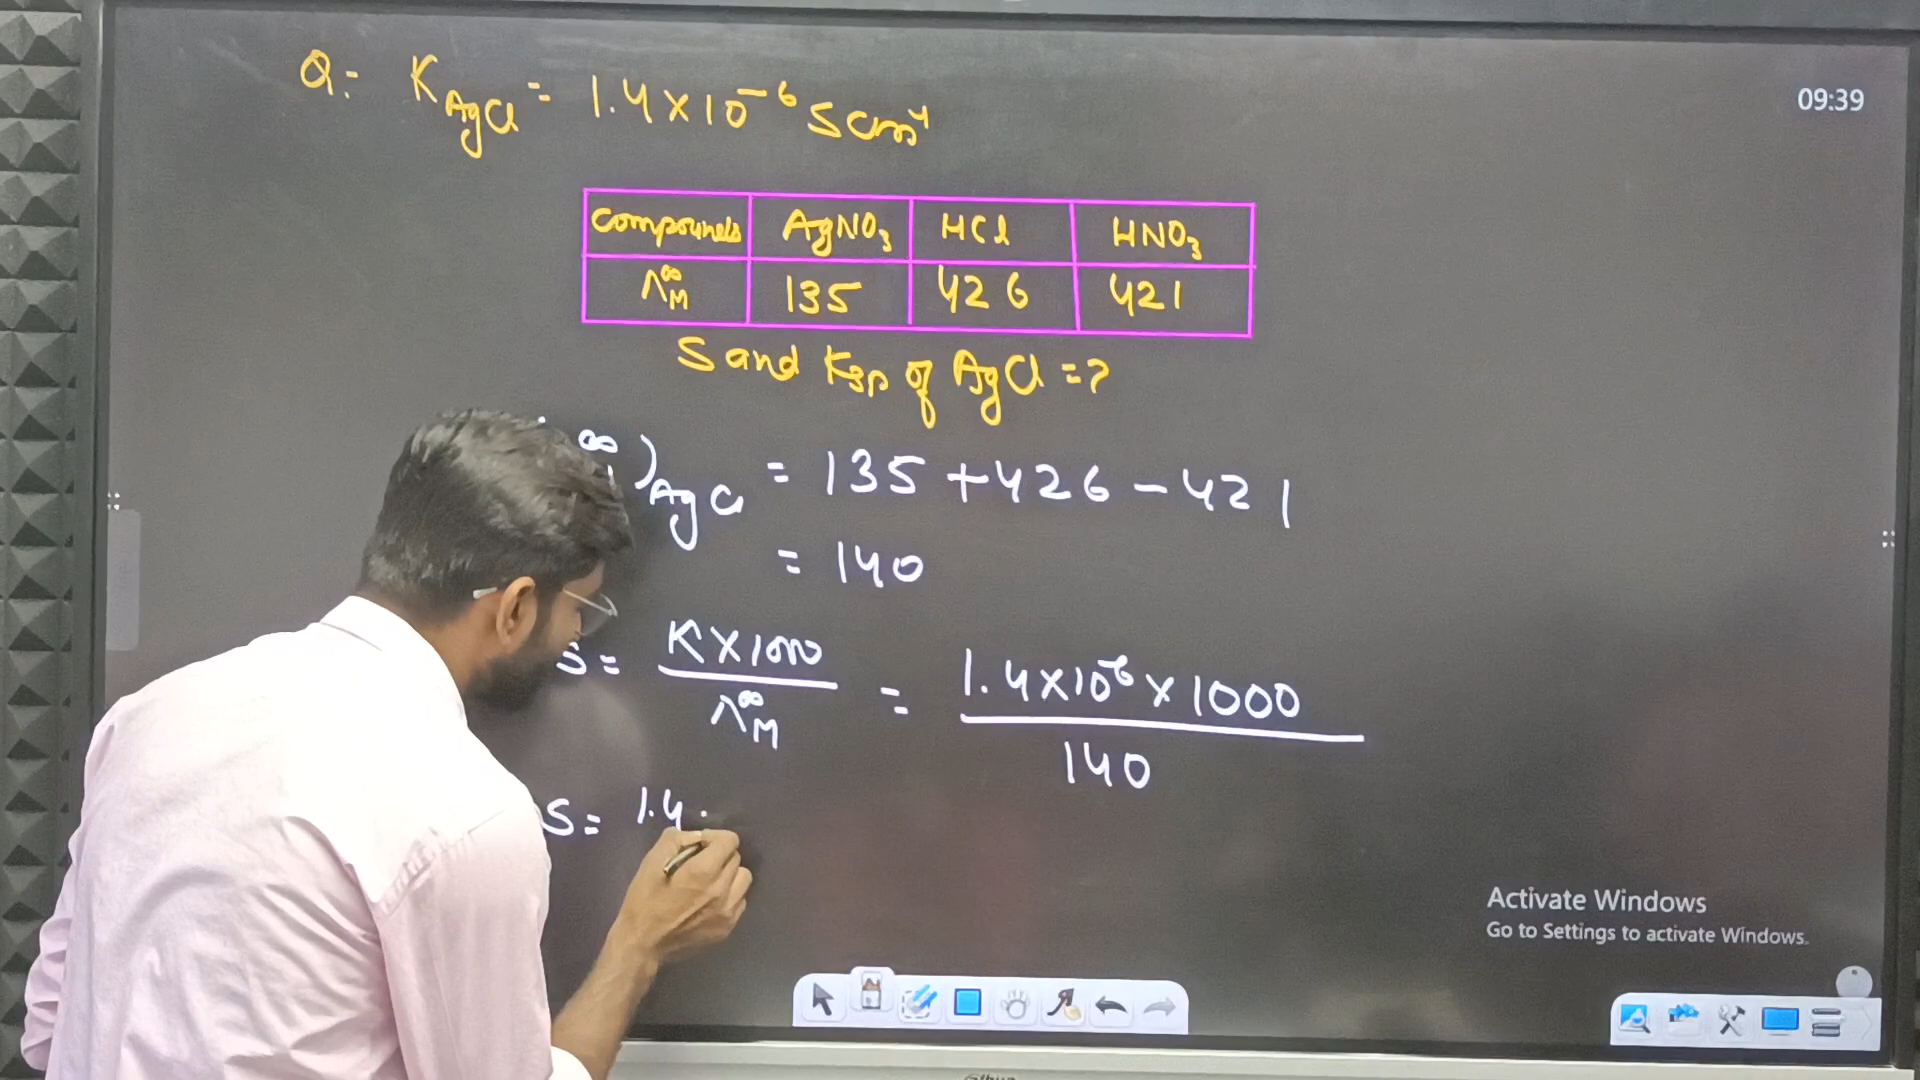 Q: K AgCl = 1.4×10⁻⁶ S cm⁻¹
09:39
Compounds AgNO₃ HCl HNO₃
Λ∞M 135 426 421
S and Ksp of AgCl = ?
∞ ) AgCl = 135 + 426 - 421
= 140
S = K×1000 / Λ∞M = 1.4×10⁻⁶ × 1000 / 140
S = 1.4
Activate Windows
Go to Settings to activate Windows.